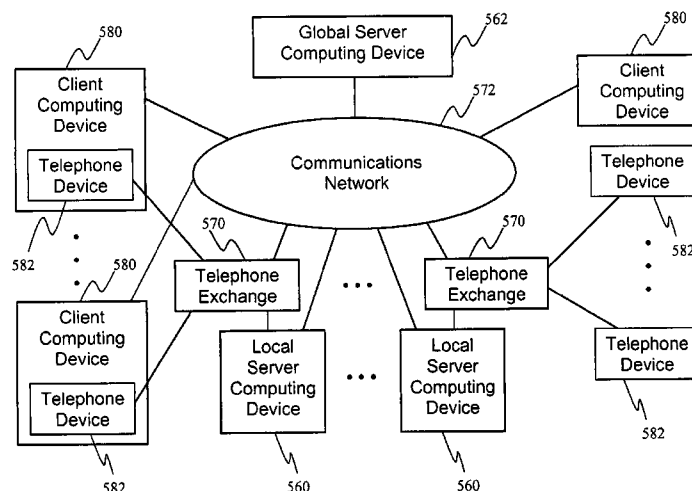 580
562
580
Global Server
Computing Device
Client
Computing
Device
Client
Computing
Device
572
Communications
Network
Telephone
Device
Telephone
Device
582
570
570
582
580
Telephone
Exchange
Telephone
Exchange
Client
Computing
Device
Local
Server
Computing
Device
Local
Server
Computing
Device
Telephone
Device
Telephone
Device
582
582
560
560